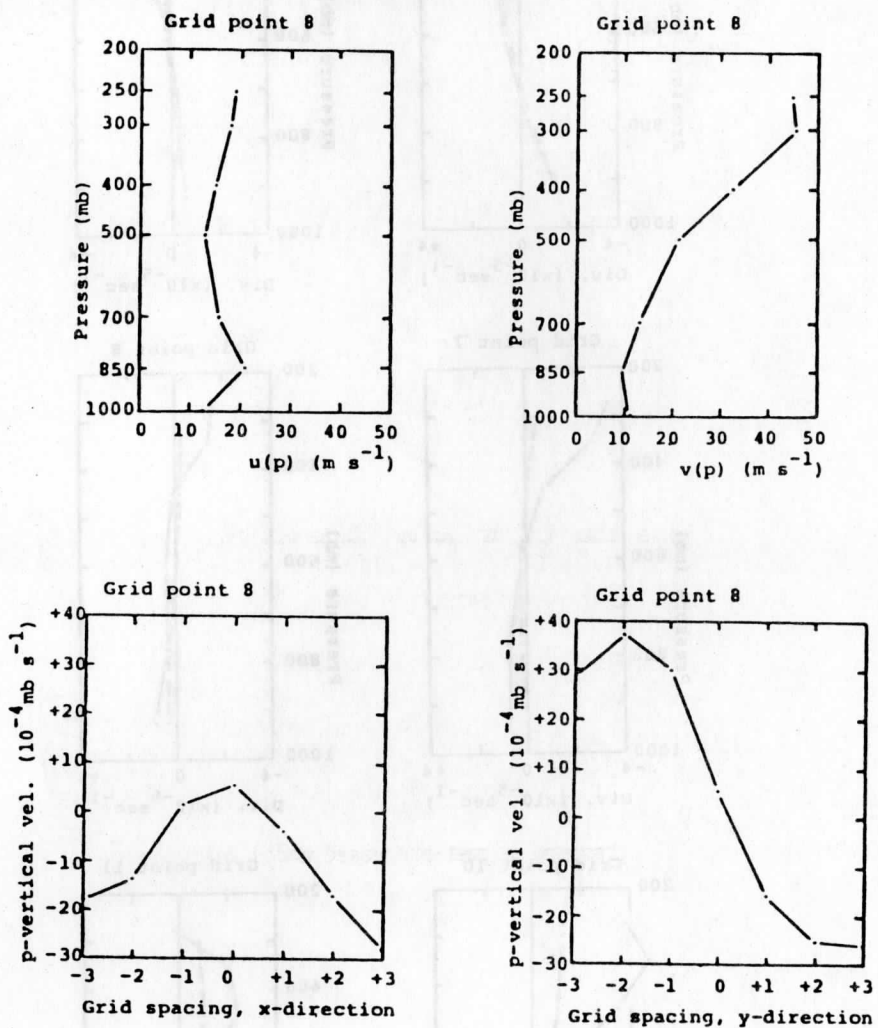 Grid point 8
200
250
300
400
500
700
850
1000
Pressure (mb)
0 10 20 30 40 50
u(p) (m s⁻¹)
Grid point 8
200
250
300
400
500
700
850
1000
Pressure (mb)
0 10 20 30 40 50
v(p) (m s⁻¹)
Grid point 8
+40
+30
+20
+10
0
-10
-20
-30
p-vertical vel. (10⁻⁴mb s⁻¹)
-3 -2 -1 0 +1 +2 +3
Grid spacing, x-direction
Grid point 8
+40
+30
+20
+10
0
-10
-20
-30
p-vertical vel. (10⁻⁴mb s⁻¹)
-3 -2 -1 0 +1 +2 +3
Grid spacing, y-direction